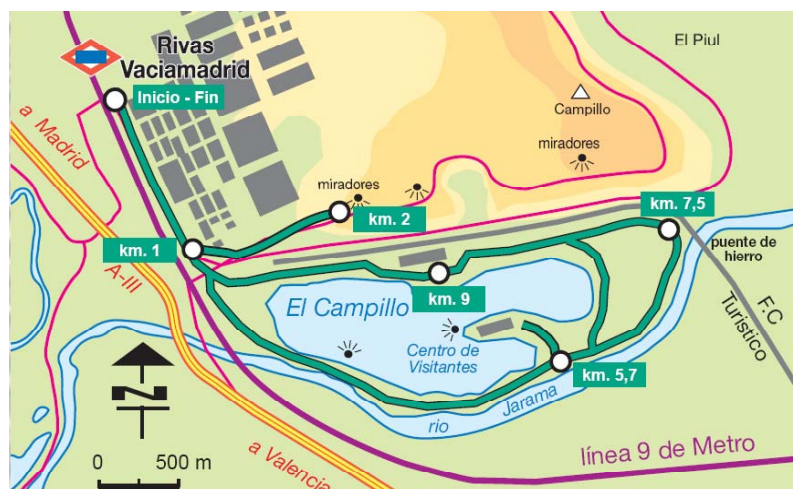 Rivas
Vaciamadrid
El Piul
Inicio - Fin
Campillo
a Madrid
miradores
miradores
km. 7,5
km. 2
km. 1
puente de
hierro
A-III
km. 9
El Campillo
F.C
Turístico
Centro de
Visitantes
km. 5,7
Jarama
rio
N
línea 9 de Metro
a Valencia
0 500 m